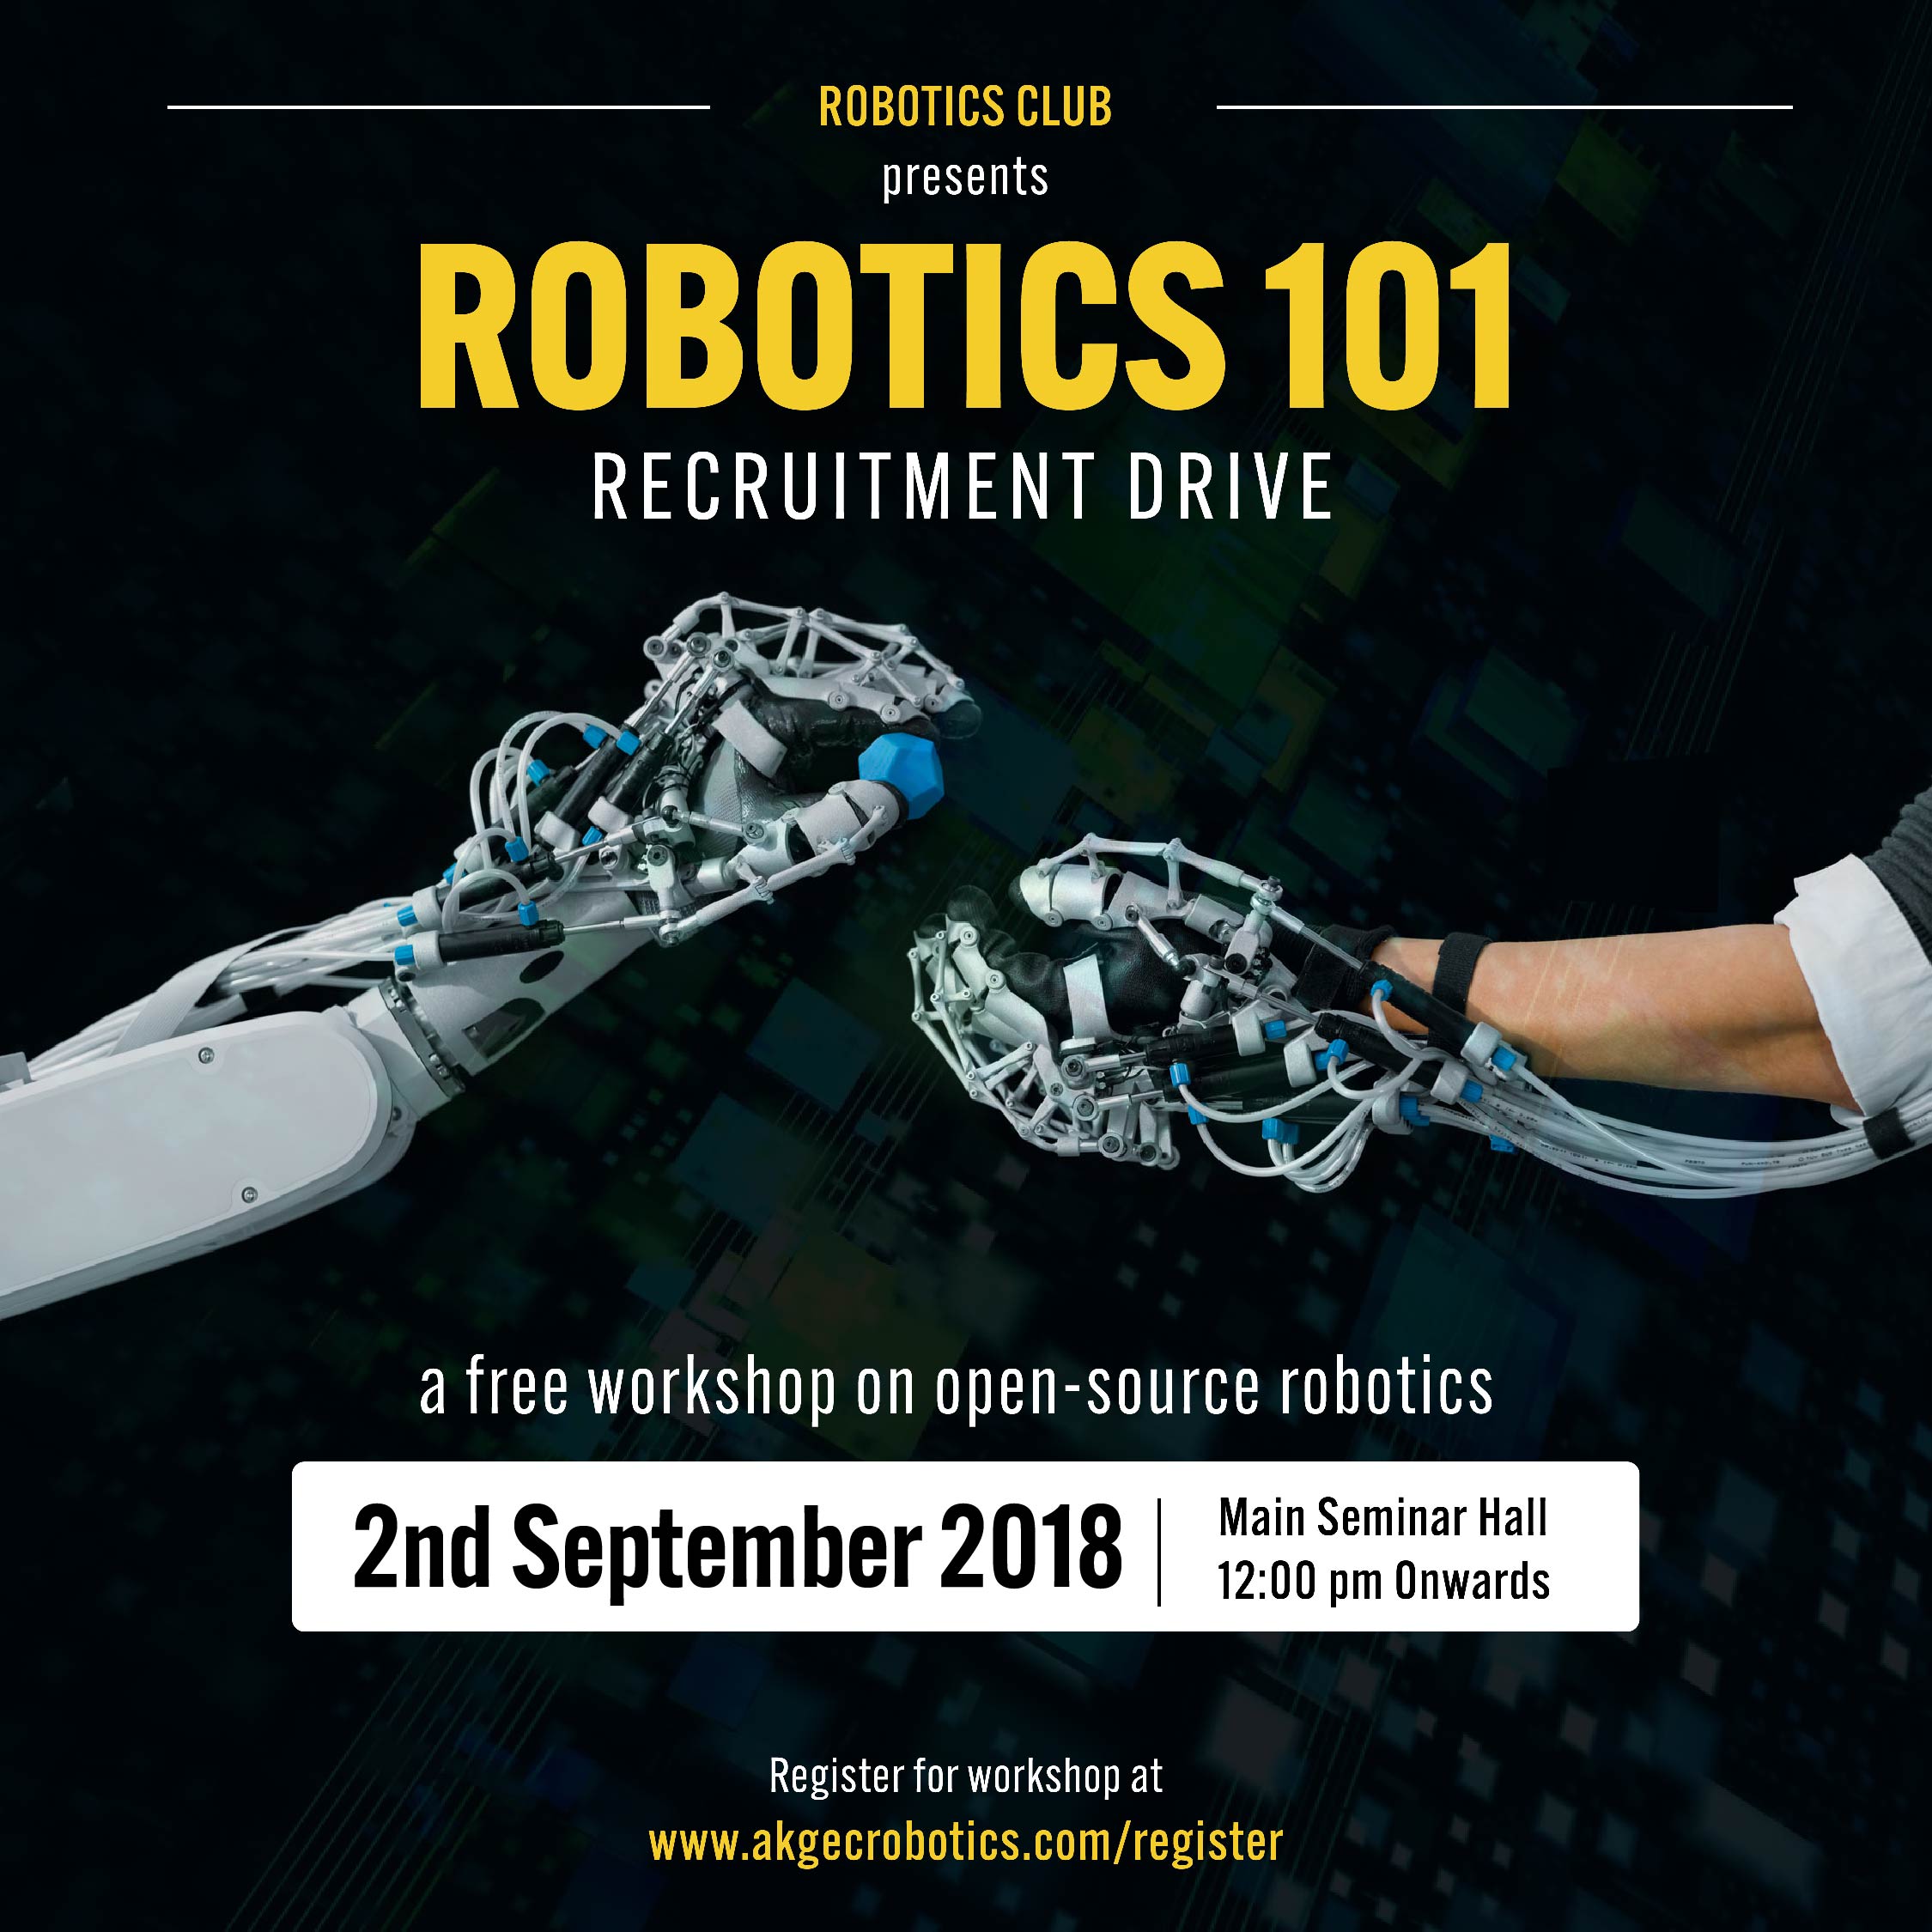 ROBOTICS CLUB
presents
ROBOTICS 101
RECRUITMENT DRIVE
a free workshop on open-source robotics
2nd September 2018
Main Seminar Hall
12:00 pm Onwards
Register for workshop at
www.akgecrobotics.com/register